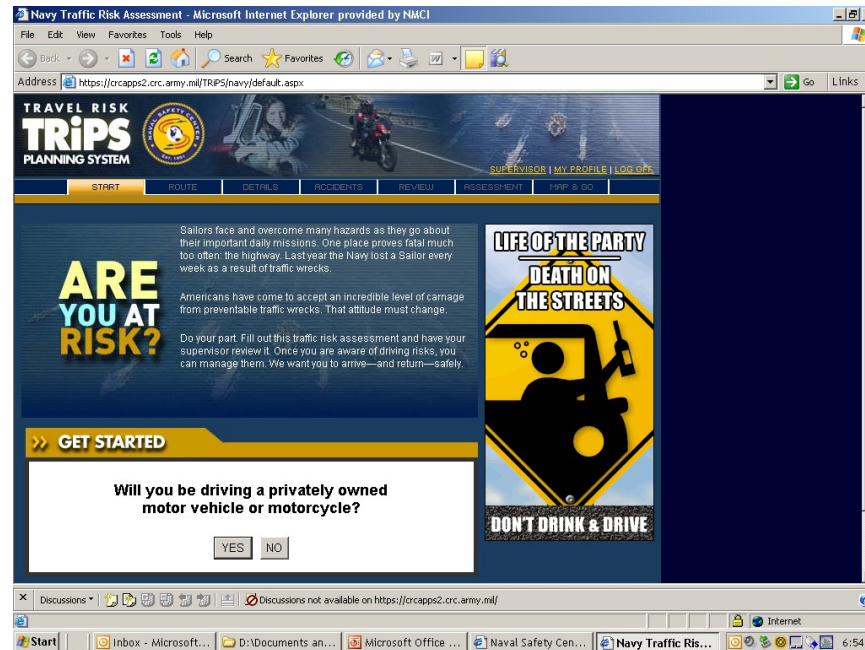 Navy Traffic Risk Assessment - Microsoft Internet Explorer provided by NMCI
File Edit View Favorites Tools Help
Back Search Favorites
Address https://crcapps2.crc.army.mil/TRiPS/navy/default.aspx Go Links
TRAVEL RISK
TRiPS
PLANNING SYSTEM
NAVAL SAFETY CENTER
EST. 1951
SUPERVISOR | MY PROFILE | LOG OFF
START ROUTE DETAILS ACCIDENTS REVIEW ASSESSMENT MAP & GO
ARE
YOU AT
RISK?
Sailors face and overcome many hazards as they go about
their important daily missions. One place proves fatal much
too often: the highway. Last year the Navy lost a Sailor every
week as a result of traffic wrecks.
Americans have come to accept an incredible level of carnage
from preventable traffic wrecks. That attitude must change.
Do your part. Fill out this traffic risk assessment and have your
supervisor review it. Once you are aware of driving risks, you
can manage them. We want you to arrive—and return—safely.
LIFE OF THE PARTY
DEATH ON
THE STREETS
DON'T DRINK & DRIVE
GET STARTED
Will you be driving a privately owned
motor vehicle or motorcycle?
YES NO
Discussions Discussions not available on https://crcapps2.crc.army.mil/
Internet
Start Inbox - Microsoft... D:\Documents an... Microsoft Office ... Naval Safety Cen... Navy Traffic Ris... 6:54